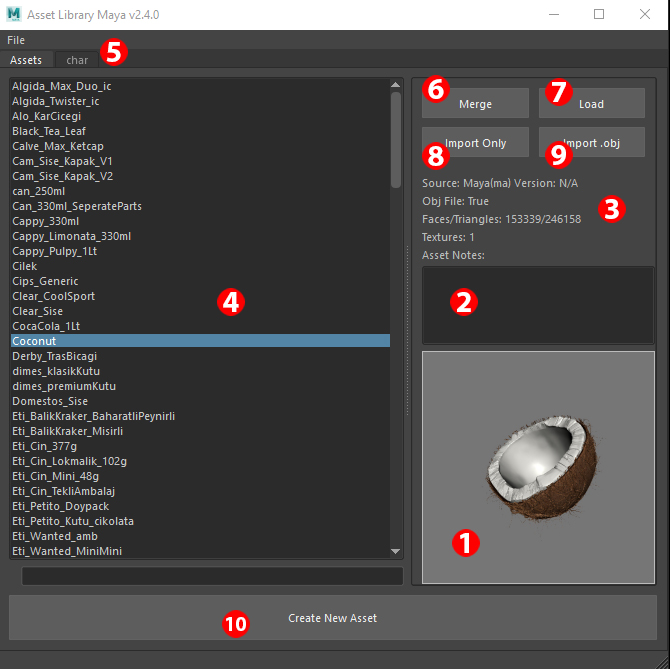 Asset Library Maya v2.4.0
File
Assets char 5
Algida_Max_Duo_ic
Algida_Twister_ic
Alo_KarCicegi
Black_Tea_Leaf
Calve_Max_Ketcap
Cam_Sise_Kapak_V1
Cam_Sise_Kapak_V2
can_250ml
Can_330ml_SeperateParts
Cappy_330ml
Cappy_Limonata_330ml
Cappy_Pulpy_1Lt
Cilek
Cips_Generic
Clear_CoolSport
Clear_Sise
CocaCola_1Lt
Coconut
Derby_TrasBicagi
dimes_klasikKutu
dimes_premiumKutu
Domestos_Sise
Eti_BalikKraker_BaharatliPeynirli
Eti_BalikKraker_Misirli
Eti_Cin_377g
Eti_Cin_Lokmalik_102g
Eti_Cin_Mini_48g
Eti_Cin_TekliAmbalaj
Eti_Petito_Doypack
Eti_Petito_Kutu_cikolata
Eti_Wanted_amb
Eti_Wanted_MiniMini
4
6 Merge
7 Load
8 Import Only
9 Import .obj
Source: Maya(ma) Version: N/A
Obj File: True
Faces/Triangles: 153339/246158
Textures: 1
Asset Notes:
3
2
1
10 Create New Asset